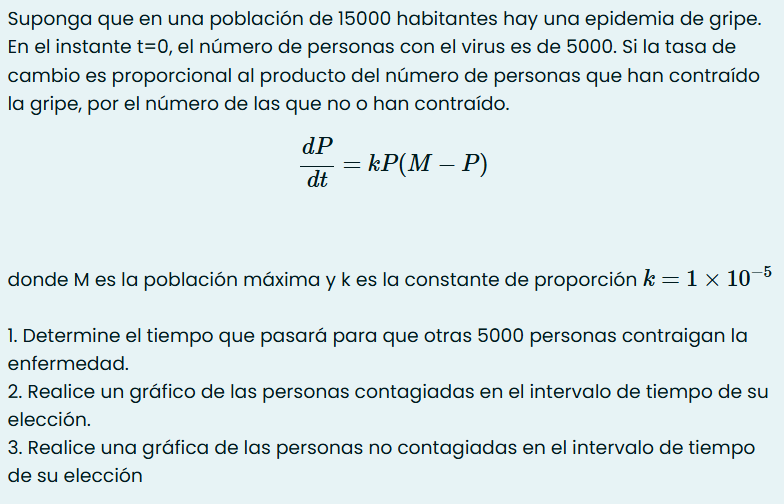 Suponga que en una población de 15000 habitantes hay una epidemia de gripe.
En el instante t=0, el número de personas con el virus es de 5000. Si la tasa de
cambio es proporcional al producto del número de personas que han contraído
la gripe, por el número de las que no o han contraído.
dP/dt = kP(M − P)
donde M es la población máxima y k es la constante de proporción k = 1 × 10⁻⁵
1. Determine el tiempo que pasará para que otras 5000 personas contraigan la
enfermedad.
2. Realice un gráfico de las personas contagiadas en el intervalo de tiempo de su
elección.
3. Realice una gráfica de las personas no contagiadas en el intervalo de tiempo
de su elección